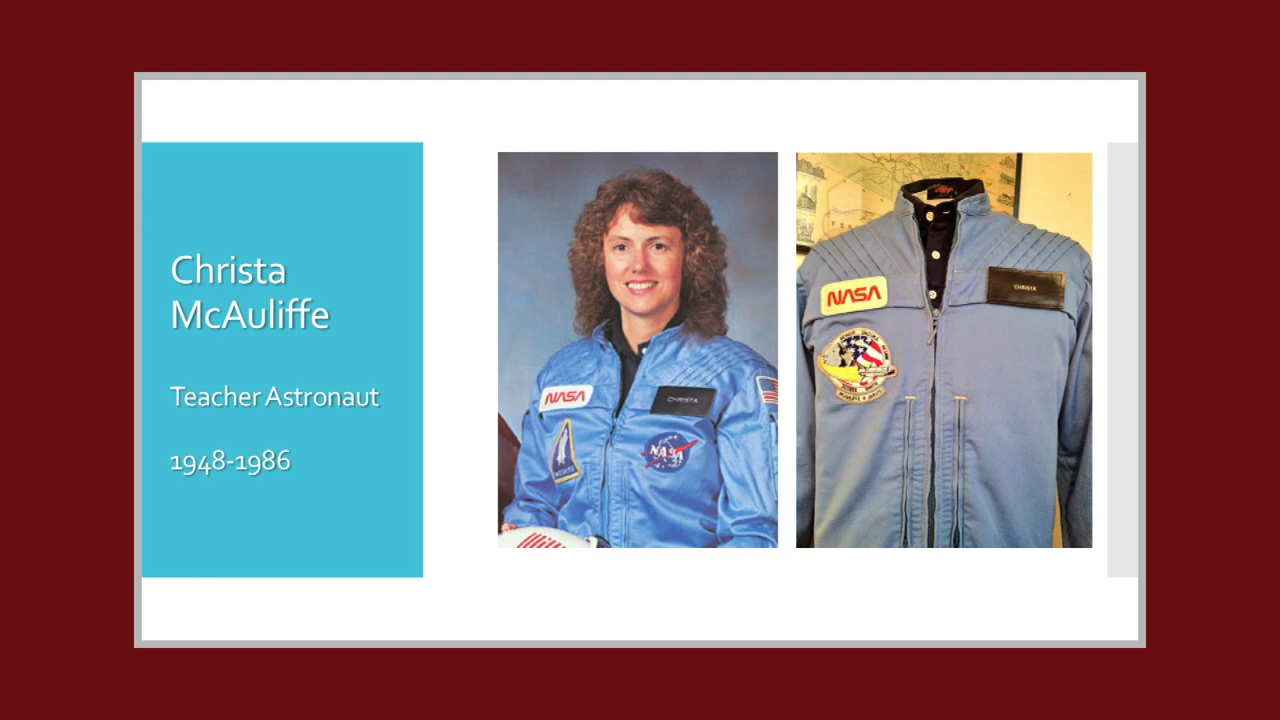 Christa
McAuliffe
Teacher Astronaut
1948-1986
NASA
CHRISTA
NASA
NASA
CHRISTA